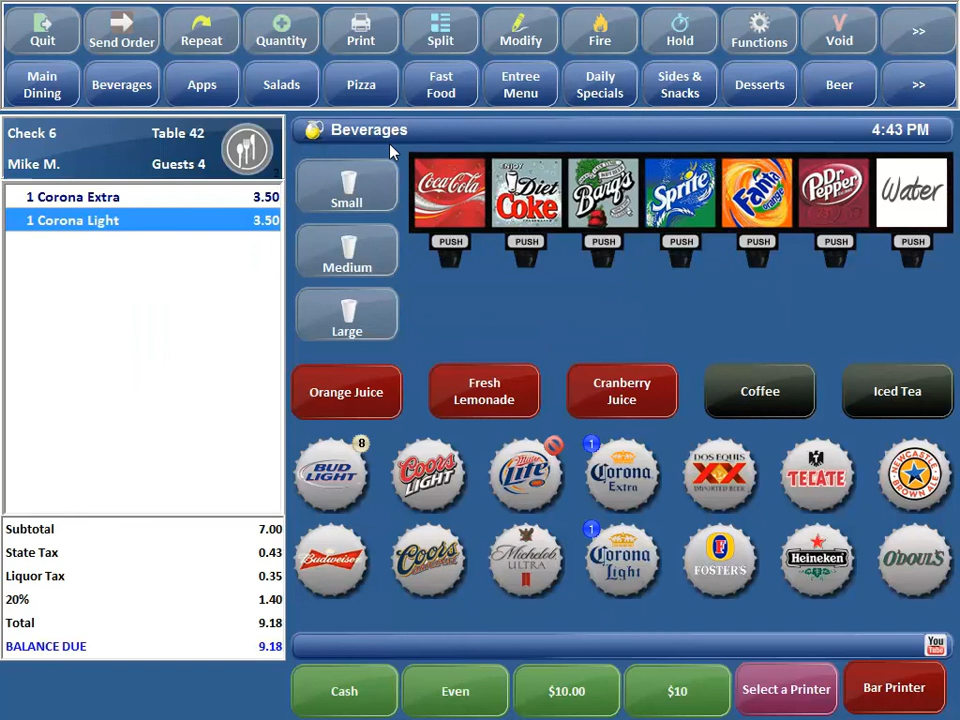 Quit
Send Order
Repeat
Quantity
Print
Split
Modify
Fire
Hold
Functions
Void
>>
Main
Dining
Beverages
Apps
Salads
Pizza
Fast
Food
Entree
Menu
Daily
Specials
Sides &
Snacks
Desserts
Beer
>>
Check 6
Table 42
Mike M.
Guests 4
1 Corona Extra 3.50
1 Corona Light 3.50
Subtotal 7.00
State Tax 0.43
Liquor Tax 0.35
20% 1.40
Total 9.18
BALANCE DUE 9.18
Beverages
4:43 PM
Small
Medium
Large
Coca-Cola
ENJOY
Diet
Coke
Barq's
Sprite
Fanta
Dr Pepper
Water
PUSH
PUSH
PUSH
PUSH
PUSH
PUSH
PUSH
Orange Juice
Fresh
Lemonade
Cranberry
Juice
Coffee
Iced Tea
8
BUD
LIGHT
Coors
LIGHT
Miller
Lite
1
Corona
Extra
DOS EQUIS
XX
TECATE
NEWCASTLE
BROWN ALE
Budweiser
Coors
Michelob
ULTRA
1
Corona
Light
F
FOSTER'S
Heineken
O'DOUL'S
You
Tube
Cash
Even
$10.00
$10
Select a Printer
Bar Printer